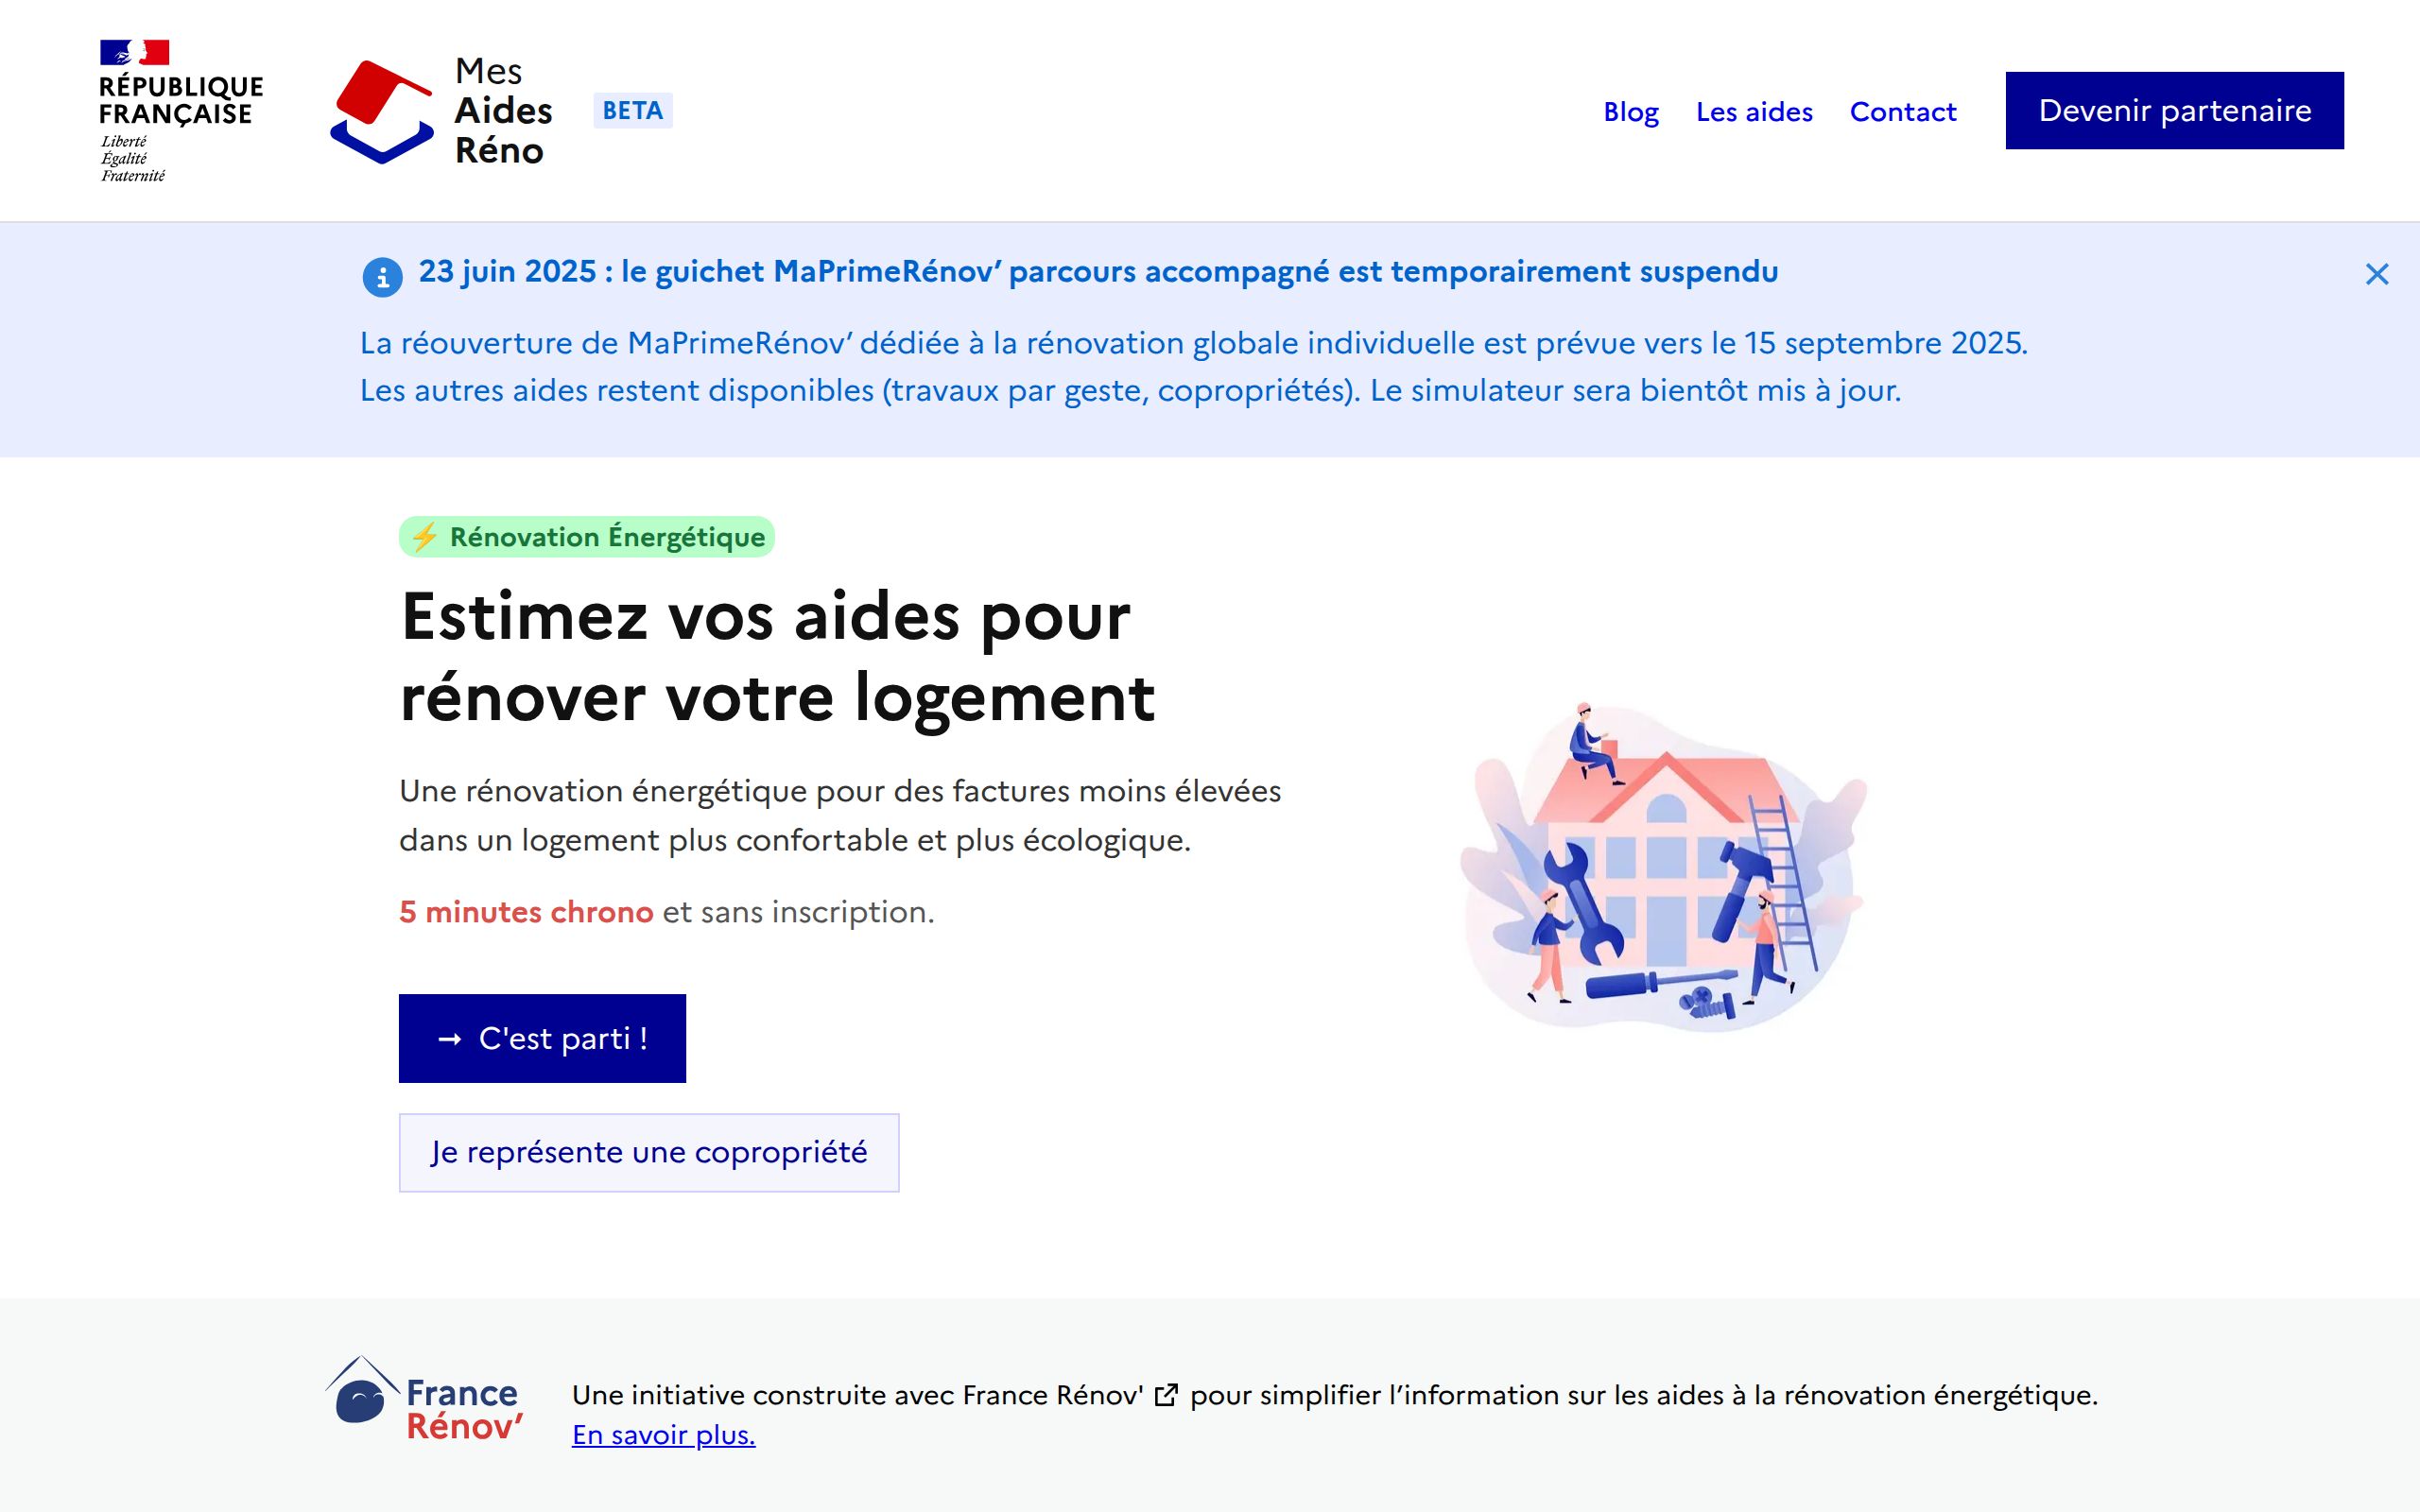 RÉPUBLIQUE
FRANÇAISE
Liberté
Égalité
Fraternité
Mes
Aides
Réno
BETA
Blog Les aides Contact Devenir partenaire
23 juin 2025 : le guichet MaPrimeRénov’ parcours accompagné est temporairement suspendu
La réouverture de MaPrimeRénov’ dédiée à la rénovation globale individuelle est prévue vers le 15 septembre 2025.
Les autres aides restent disponibles (travaux par geste, copropriétés). Le simulateur sera bientôt mis à jour.
⚡ Rénovation Énergétique
Estimez vos aides pour
rénover votre logement
Une rénovation énergétique pour des factures moins élevées
dans un logement plus confortable et plus écologique.
5 minutes chrono et sans inscription.
➞ C'est parti !
Je représente une copropriété
France
Rénov’
Une initiative construite avec France Rénov' pour simplifier l’information sur les aides à la rénovation énergétique.
En savoir plus.